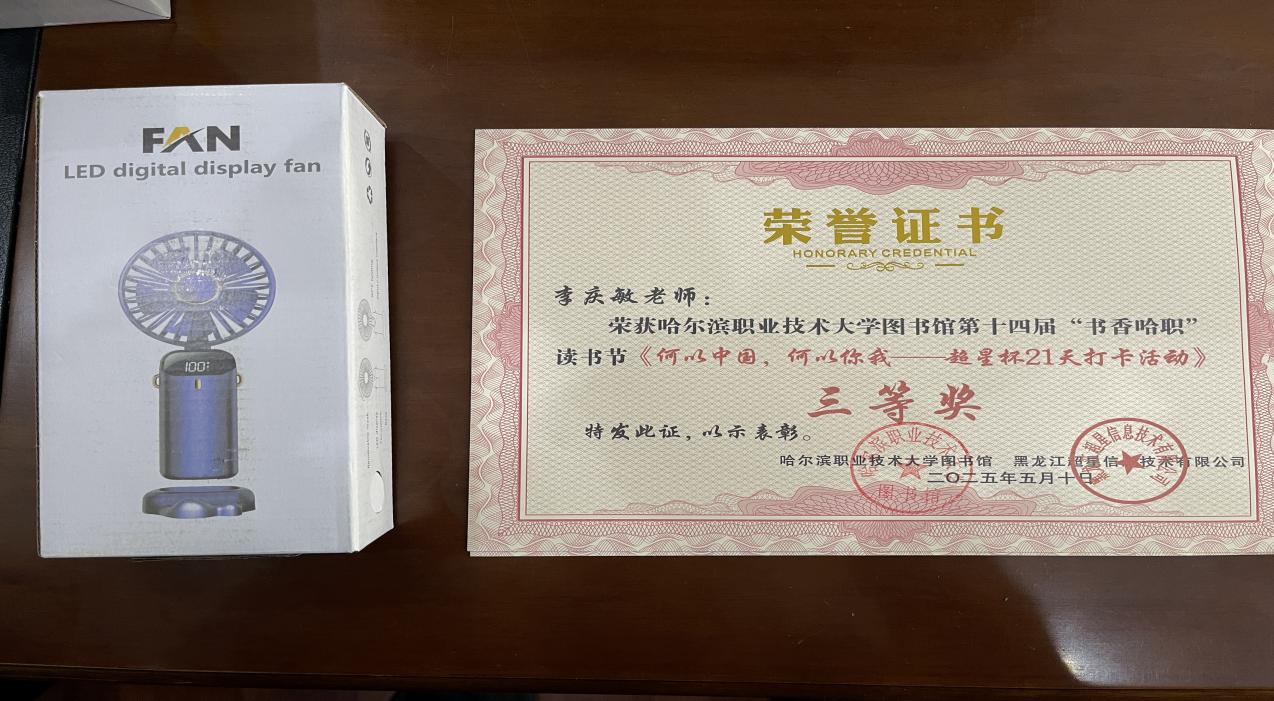 FAN
LED digital display fan
100
荣誉证书
HONORARY CREDENTIAL
李庆敏老师：
荣获哈尔滨职业技术大学图书馆第十四届“书香哈职”
读书节《何以中国，何以你我——超星杯21天打卡活动》
三等奖
特发此证，以示表彰。
哈尔滨职业技术大学图书馆 黑龙江超星信息技术有限公司
二〇二五年五月十日